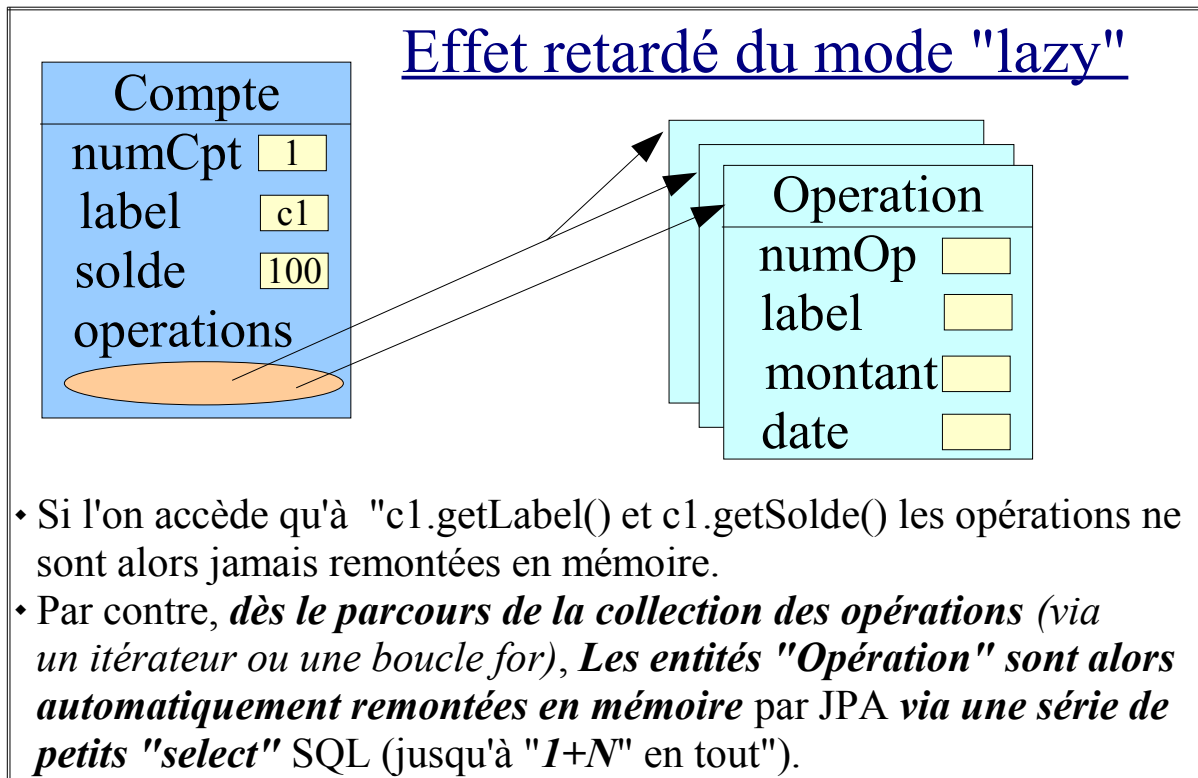 Effet retardé du mode "lazy"
Compte
numCpt 1
label c1
solde 100
operations
Operation
numOp
label
montant
date
Si l'on accède qu'à "c1.getLabel() et c1.getSolde() les opérations ne
sont alors jamais remontées en mémoire.
Par contre, dès le parcours de la collection des opérations (via
un itérateur ou une boucle for), Les entités "Opération" sont alors
automatiquement remontées en mémoire par JPA via une série de
petits "select" SQL (jusqu'à "1+N" en tout").